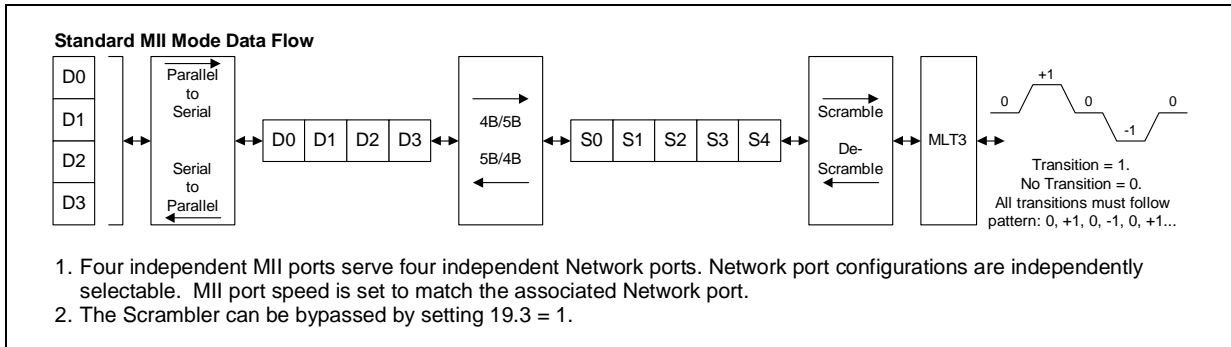 Standard MII Mode Data Flow
D0
D1
D2
D3
Parallel
to
Serial
Serial
to
Parallel
D0 D1 D2 D3
4B/5B
5B/4B
S0 S1 S2 S3 S4
Scramble
De-
Scramble
MLT3
0
+1
0
-1
0
Transition = 1.
No Transition = 0.
All transitions must follow
pattern: 0, +1, 0, -1, 0, +1...
1. Four independent MII ports serve four independent Network ports. Network port configurations are independently
selectable. MII port speed is set to match the associated Network port.
2. The Scrambler can be bypassed by setting 19.3 = 1.